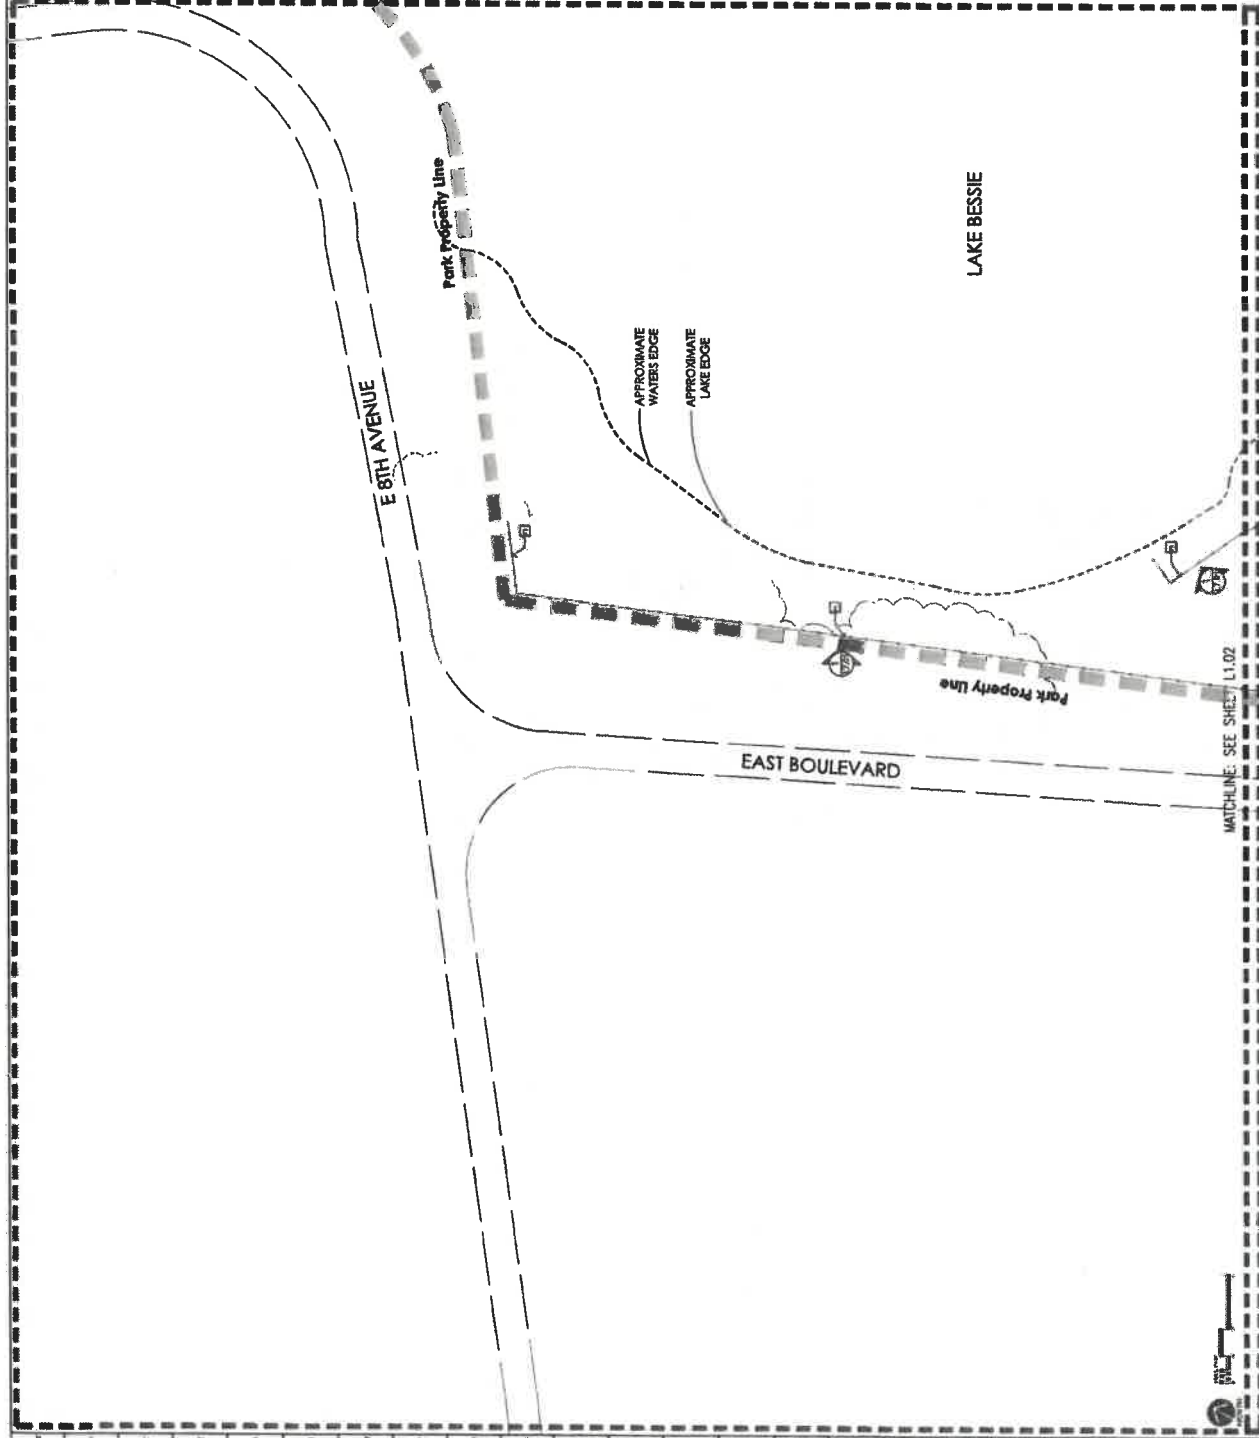 Park Property Line
LAKE BESSIE
E 8TH AVENUE
APPROXIMATE
WATERS EDGE
APPROXIMATE
LAKE EDGE
Park Property Line
EAST BOULEVARD
MATCHLINE: SEE SHEET L1.02